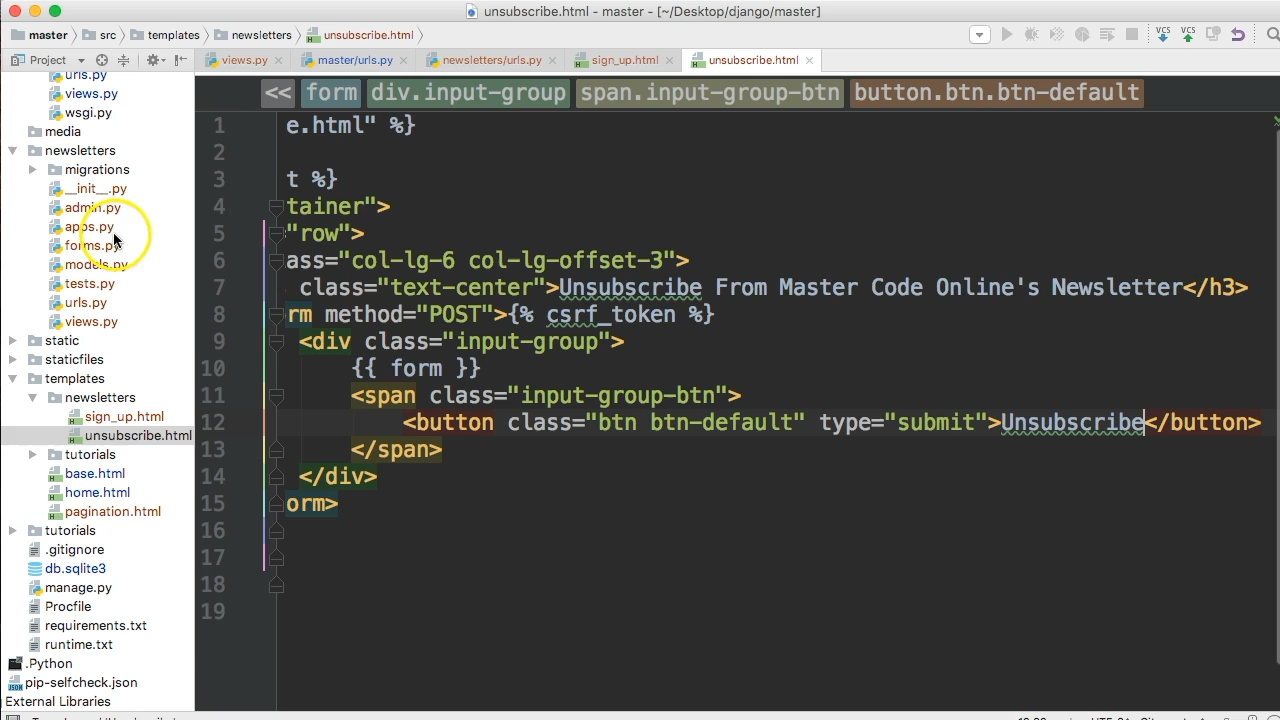 unsubscribe.html - master - [~/Desktop/django/master]
master src templates newsletters unsubscribe.html
Project views.py master/urls.py newsletters/urls.py sign_up.html unsubscribe.html
VCS VCS
<< form div.input-group span.input-group-btn button.btn.btn-default
urls.py
views.py
wsgi.py
media
newsletters
migrations
__init__.py
admin.py
apps.py
forms.py
models.py
tests.py
urls.py
views.py
static
staticfiles
templates
newsletters
sign_up.html
unsubscribe.html
tutorials
base.html
home.html
pagination.html
tutorials
.gitignore
db.sqlite3
manage.py
Procfile
requirements.txt
runtime.txt
.Python
pip-selfcheck.json
External Libraries
1 e.html" %}
2
3 t %}
4 tainer">
5 "row">
6 ass="col-lg-6 col-lg-offset-3">
7 class="text-center">Unsubscribe From Master Code Online's Newsletter</h3>
8 rm method="POST">{% csrf_token %}
9 <div class="input-group">
10 {{ form }}
11 <span class="input-group-btn">
12 <button class="btn btn-default" type="submit">Unsubscribe</button>
13 </span>
14 </div>
15 orm>
16
17
18
19